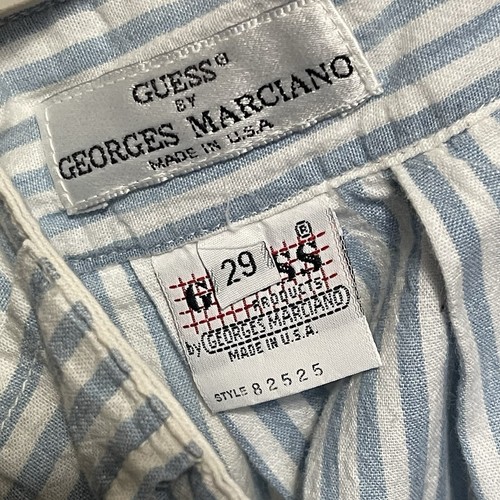 GUESS®
BY
GEORGES MARCIANO
MADE IN U.S.A
®
29
G SS
PRODUCTS
by GEORGES MARCIANO
MADE IN U.S.A.
STYLE 82525